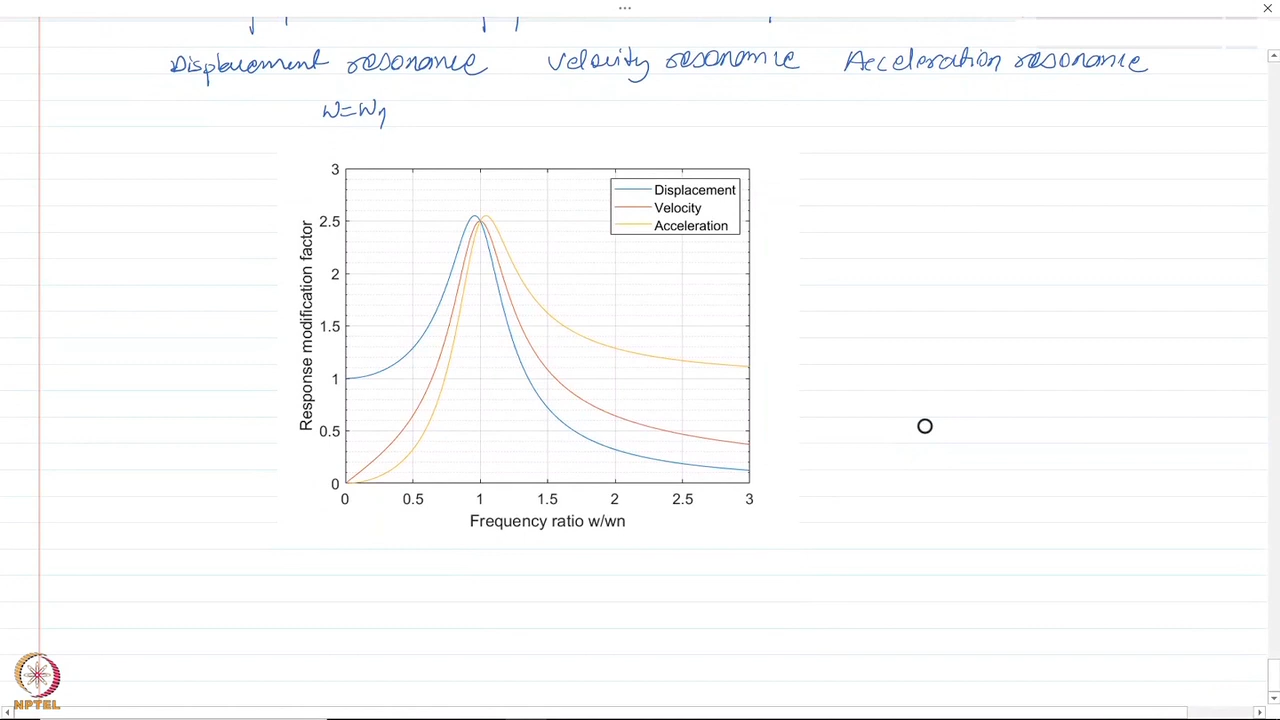 Displacement resonance velocity resonance Acceleration resonance
w=wn
3
2.5
2
1.5
1
0.5
0
Response modification factor
Displacement
Velocity
Acceleration
0 0.5 1 1.5 2 2.5 3
Frequency ratio w/wn
NPTEL